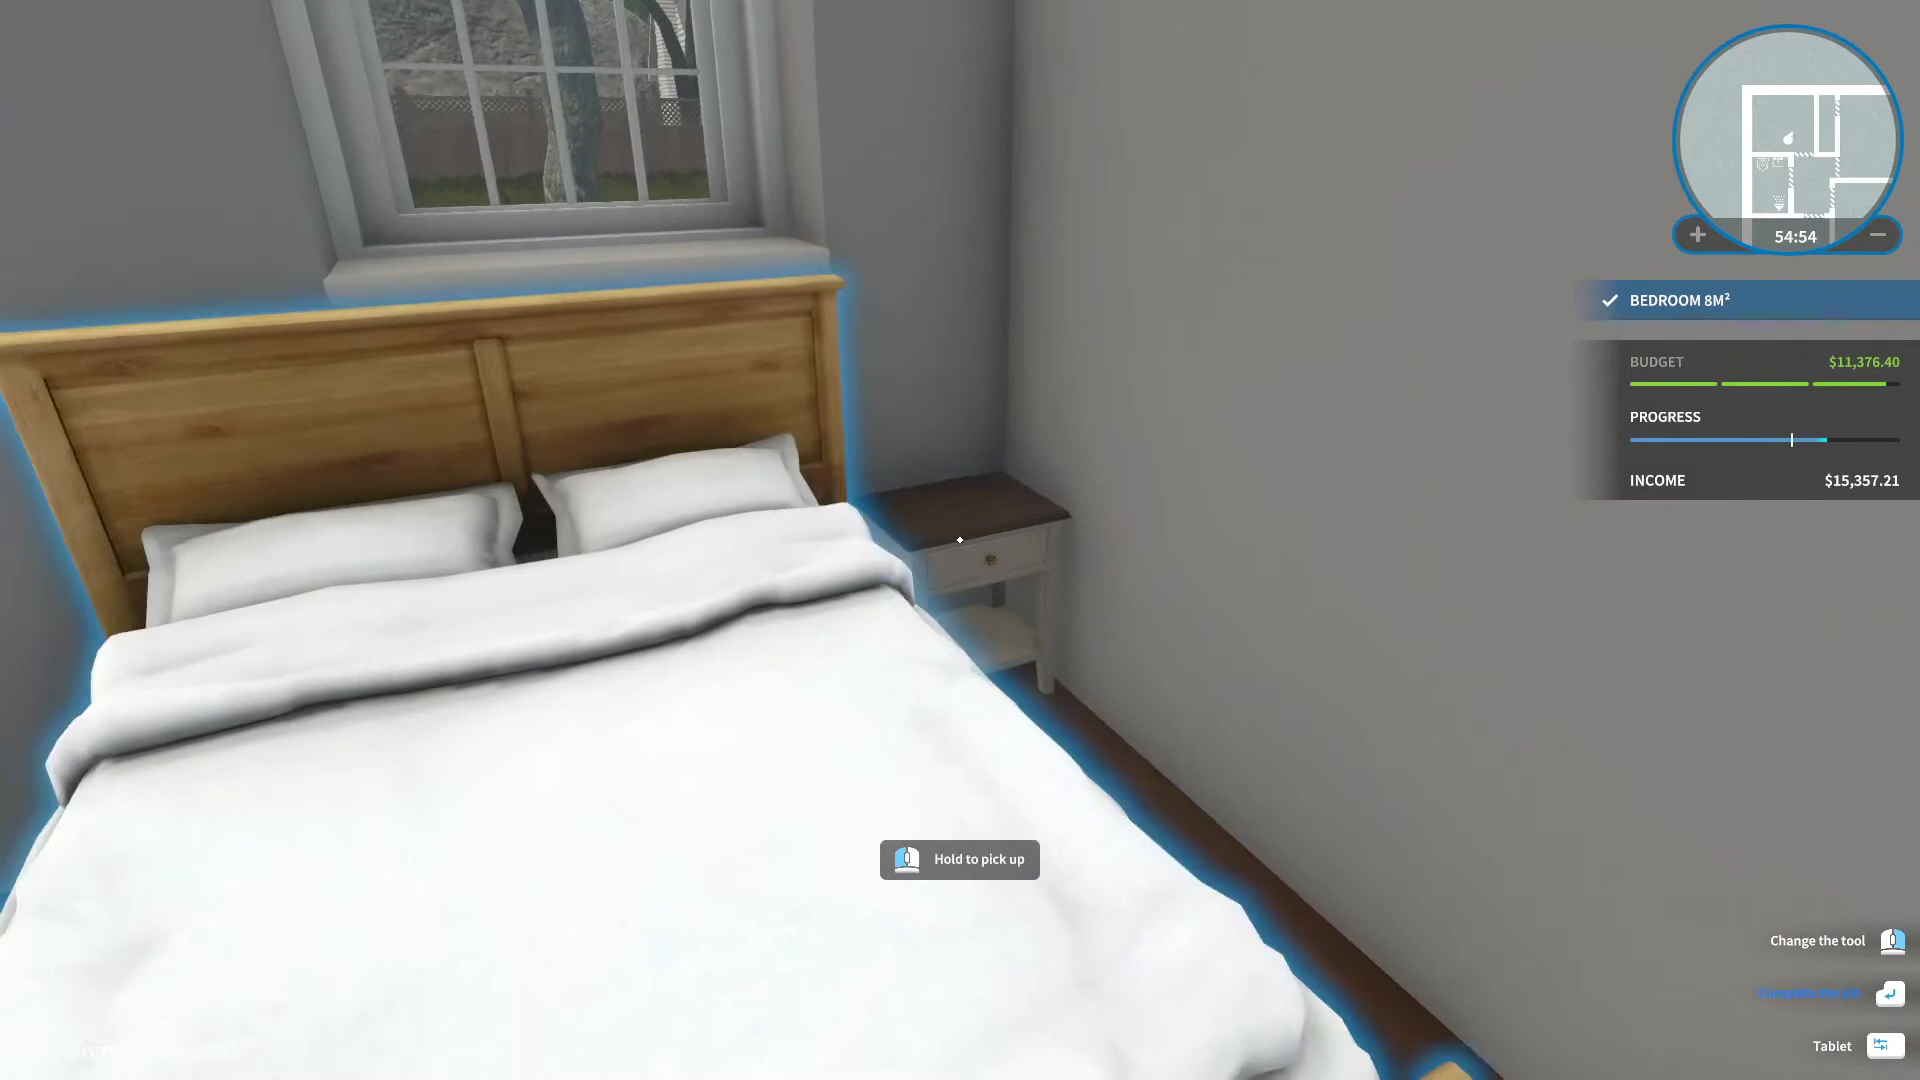 54:54
BEDROOM 8M²
BUDGET $11,376.40
PROGRESS
INCOME $15,357.21
Hold to pick up
Change the tool
Tablet